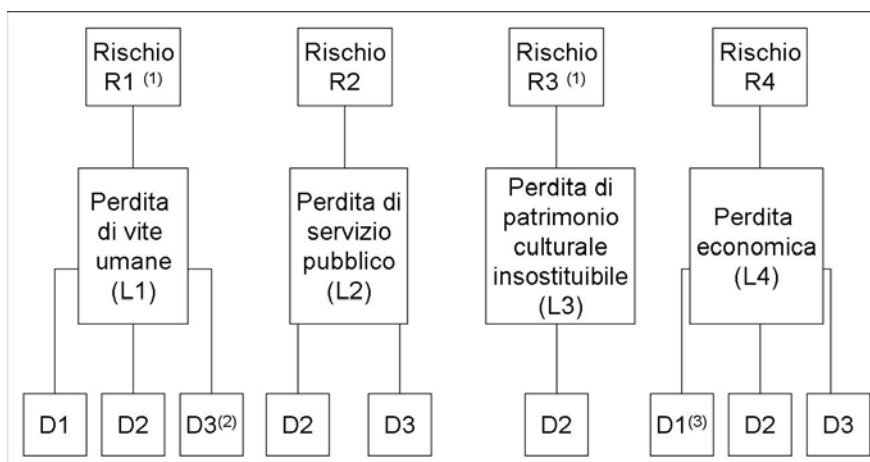 Rischio
R1 (1)
Rischio
R2
Rischio
R3 (1)
Rischio
R4
Perdita
di vite
umane
(L1)
Perdita di
servizio
pubblico
(L2)
Perdita di
patrimonio
culturale
insostituibile
(L3)
Perdita
economica
(L4)
D1
D2
D3(2)
D2
D3
D2
D1(3)
D2
D3